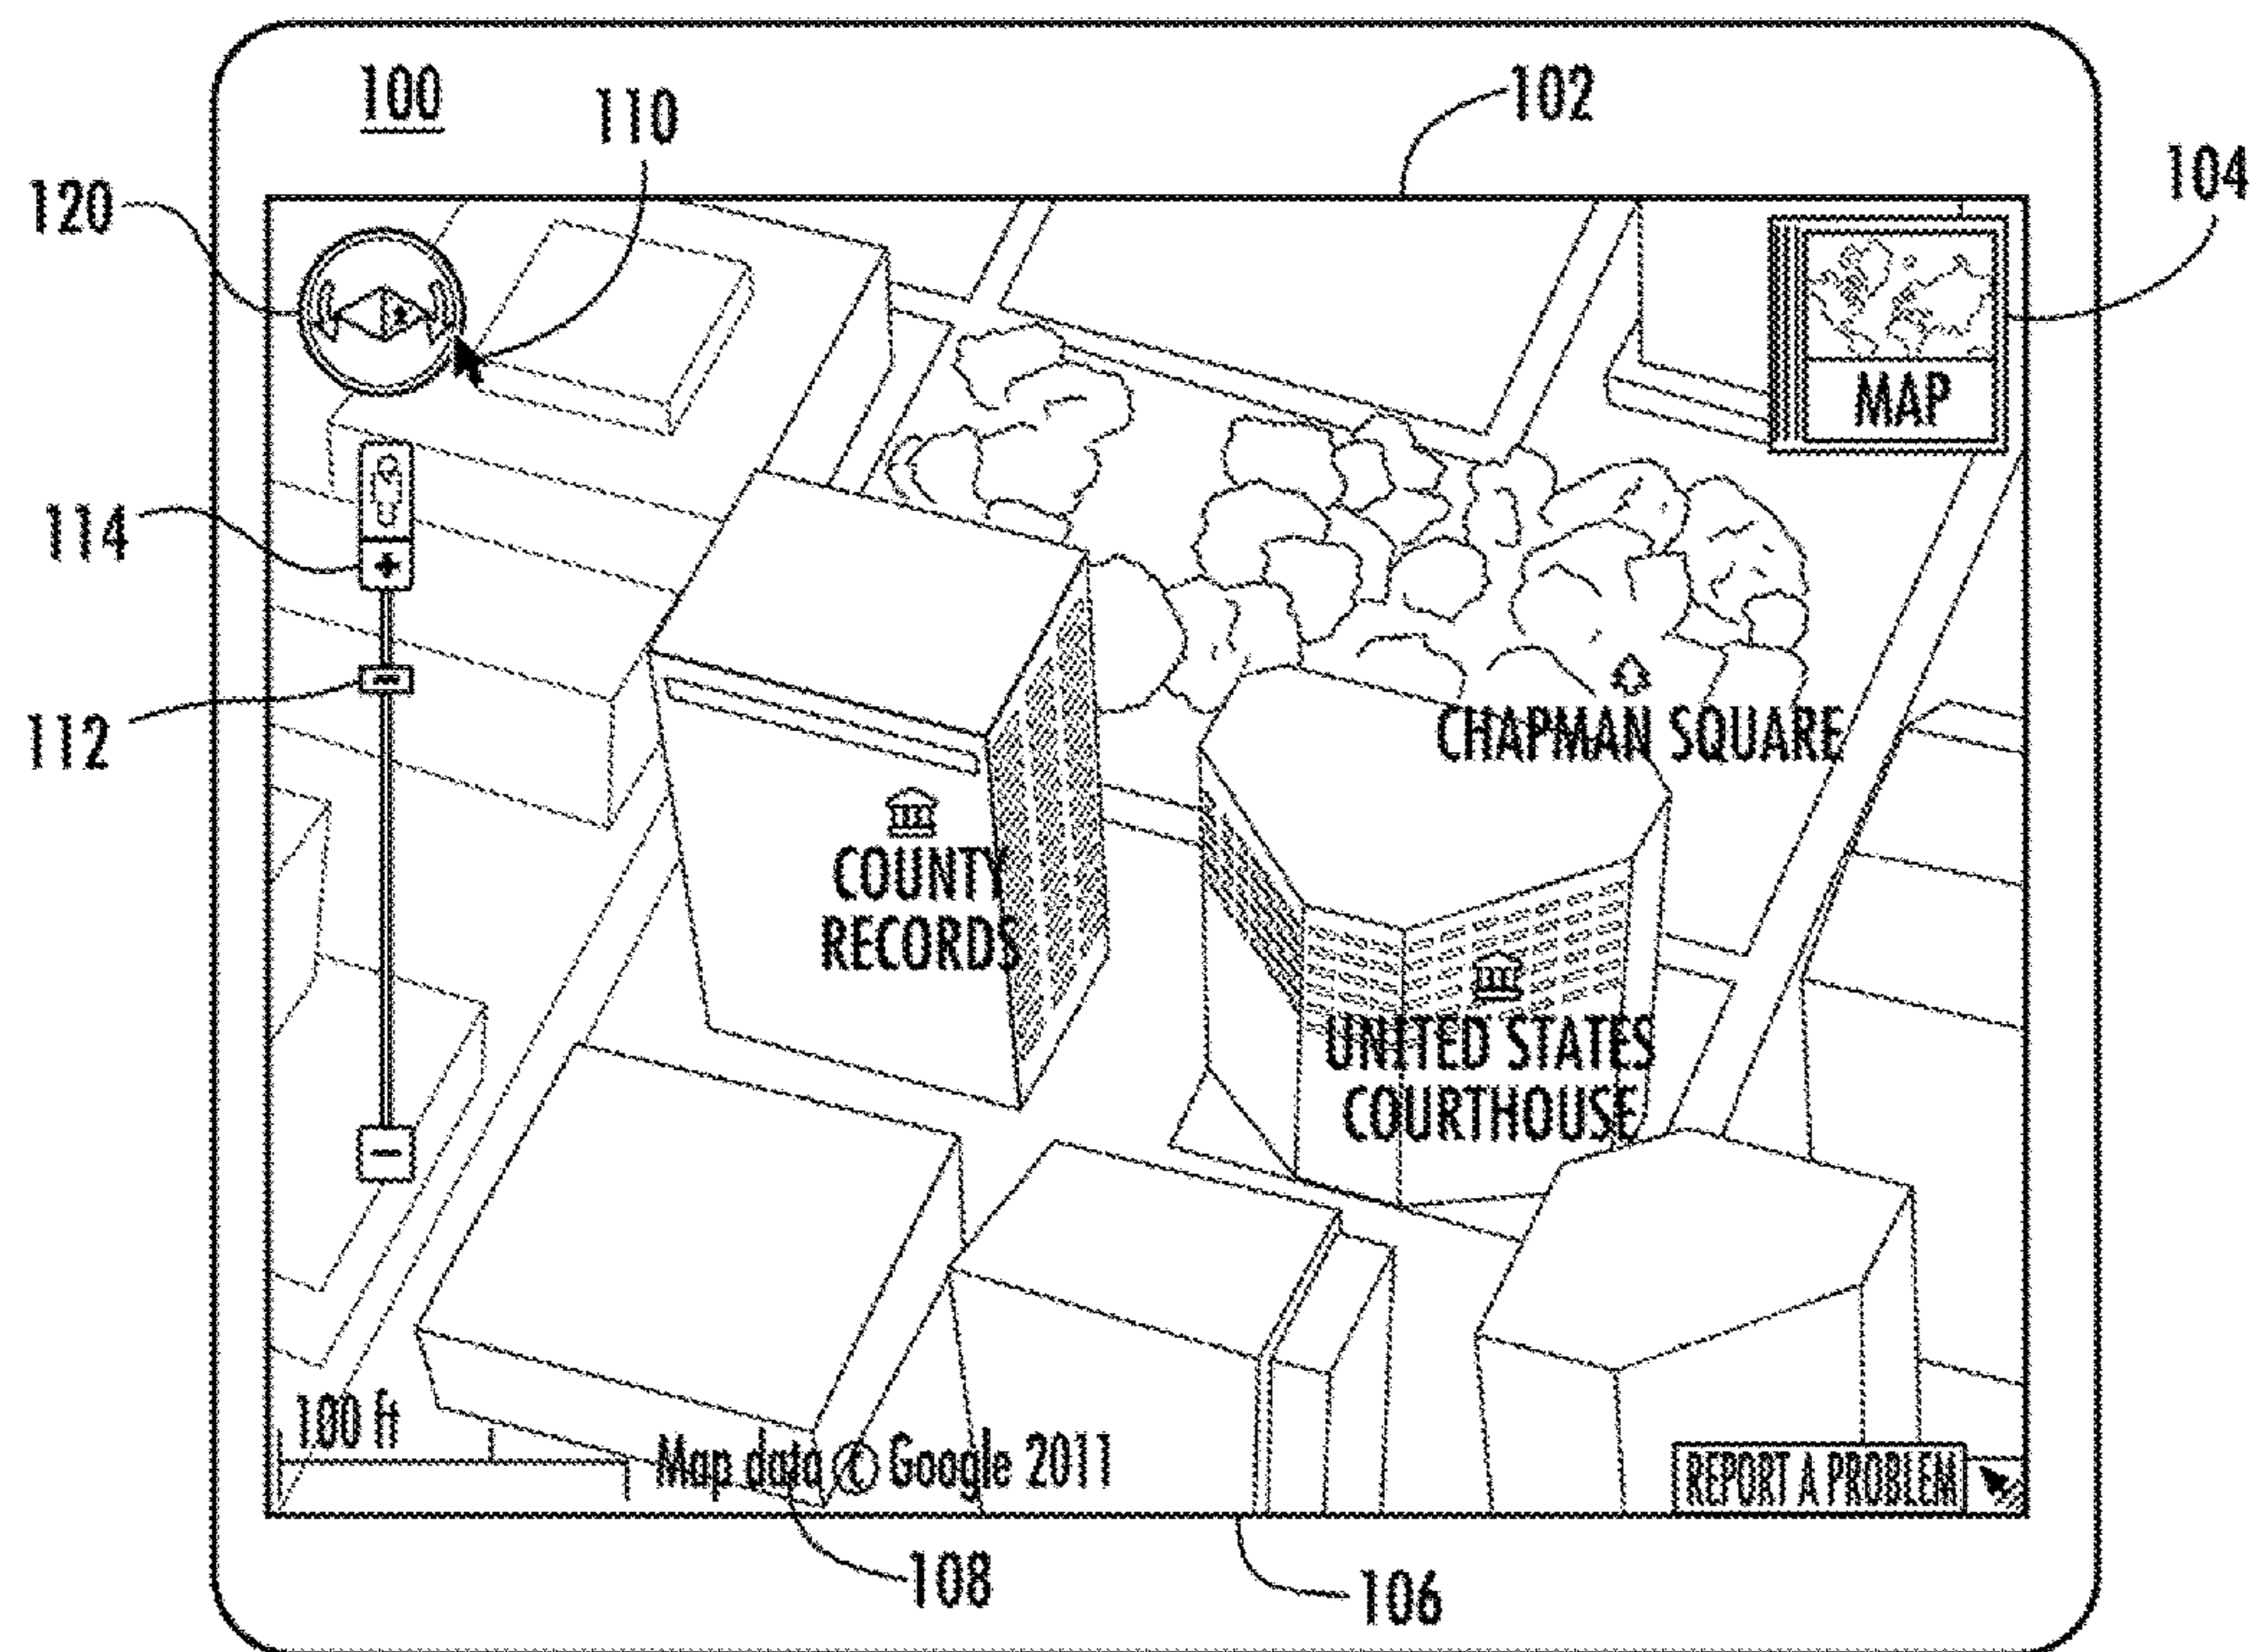 100
110
102
104
120
MAP
114
112
CHAPMAN SQUARE
COUNTY
RECORDS
UNITED STATES
COURTHOUSE
100 ft
Map data © Google 2011
REPORT A PROBLEM
108
106